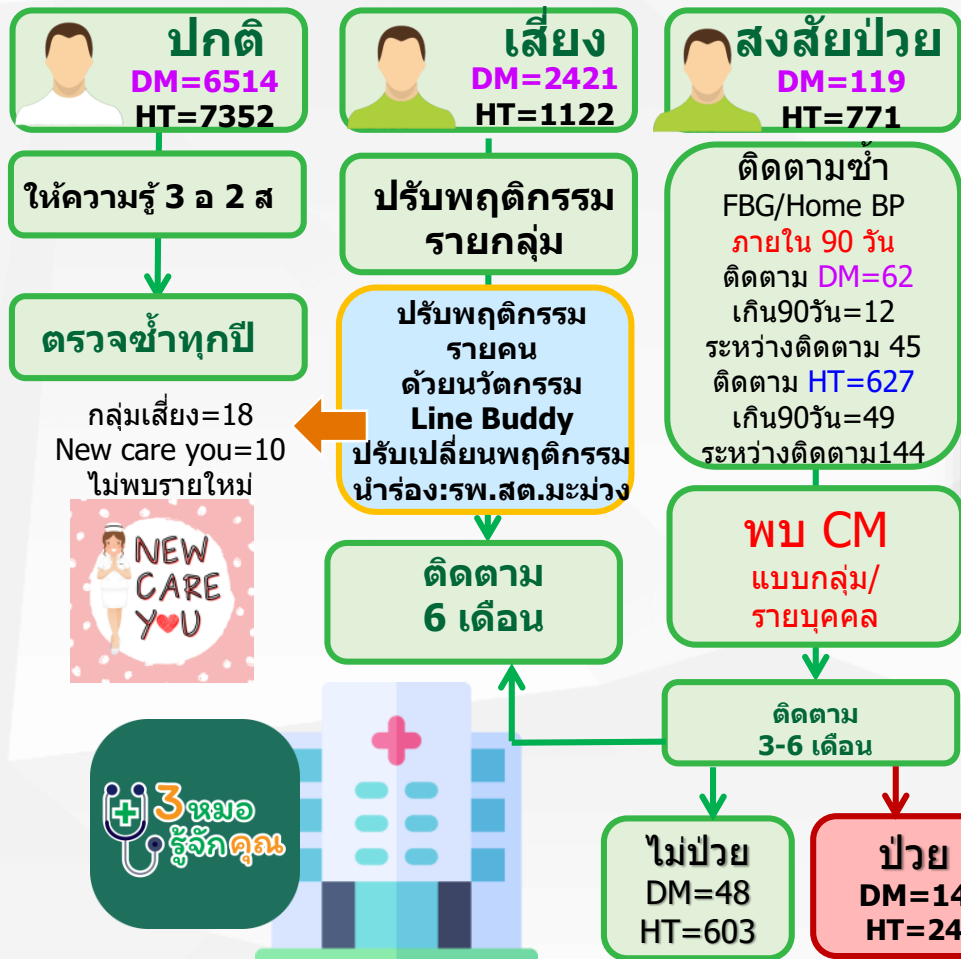 ปกติ
DM=6514
HT=7352
ให้ความรู้ 3 อ 2 ส
ตรวจซ้ำทุกปี
กลุ่มเสี่ยง=18
New care you=10
ไม่พบรายใหม่
NEW
CARE
YOU
3 หมอ
รู้จักคุณ
เสี่ยง
DM=2421
HT=1122
ปรับพฤติกรรม
รายกลุ่ม
ปรับพฤติกรรม
รายคน
ด้วยนวัตกรรม
Line Buddy
ปรับเปลี่ยนพฤติกรรม
นำร่อง:รพ.สต.มะม่วง
ติดตาม
6 เดือน
สงสัยป่วย
DM=119
HT=771
ติดตามซ้ำ
FBG/Home BP
ภายใน 90 วัน
ติดตาม DM=62
เกิน90วัน=12
ระหว่างติดตาม 45
ติดตาม HT=627
เกิน90วัน=49
ระหว่างติดตาม144
พบ CM
แบบกลุ่ม/
รายบุคคล
ติดตาม
3-6 เดือน
ไม่ป่วย
DM=48
HT=603
ป่วย
DM=14
HT=24